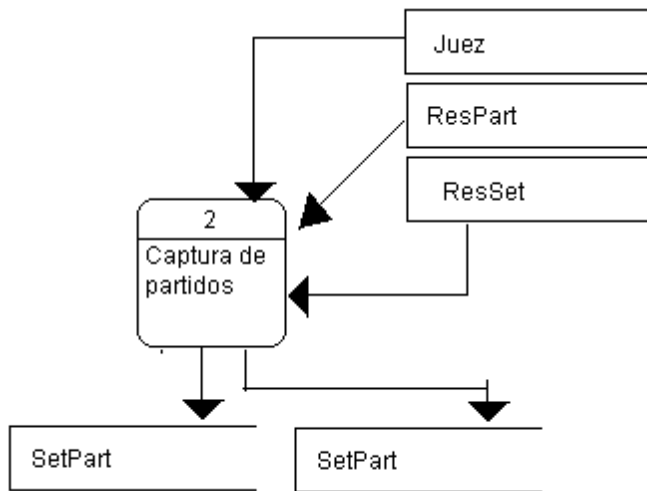 Juez
ResPart
ResSet
2
Captura de
partidos
SetPart
SetPart